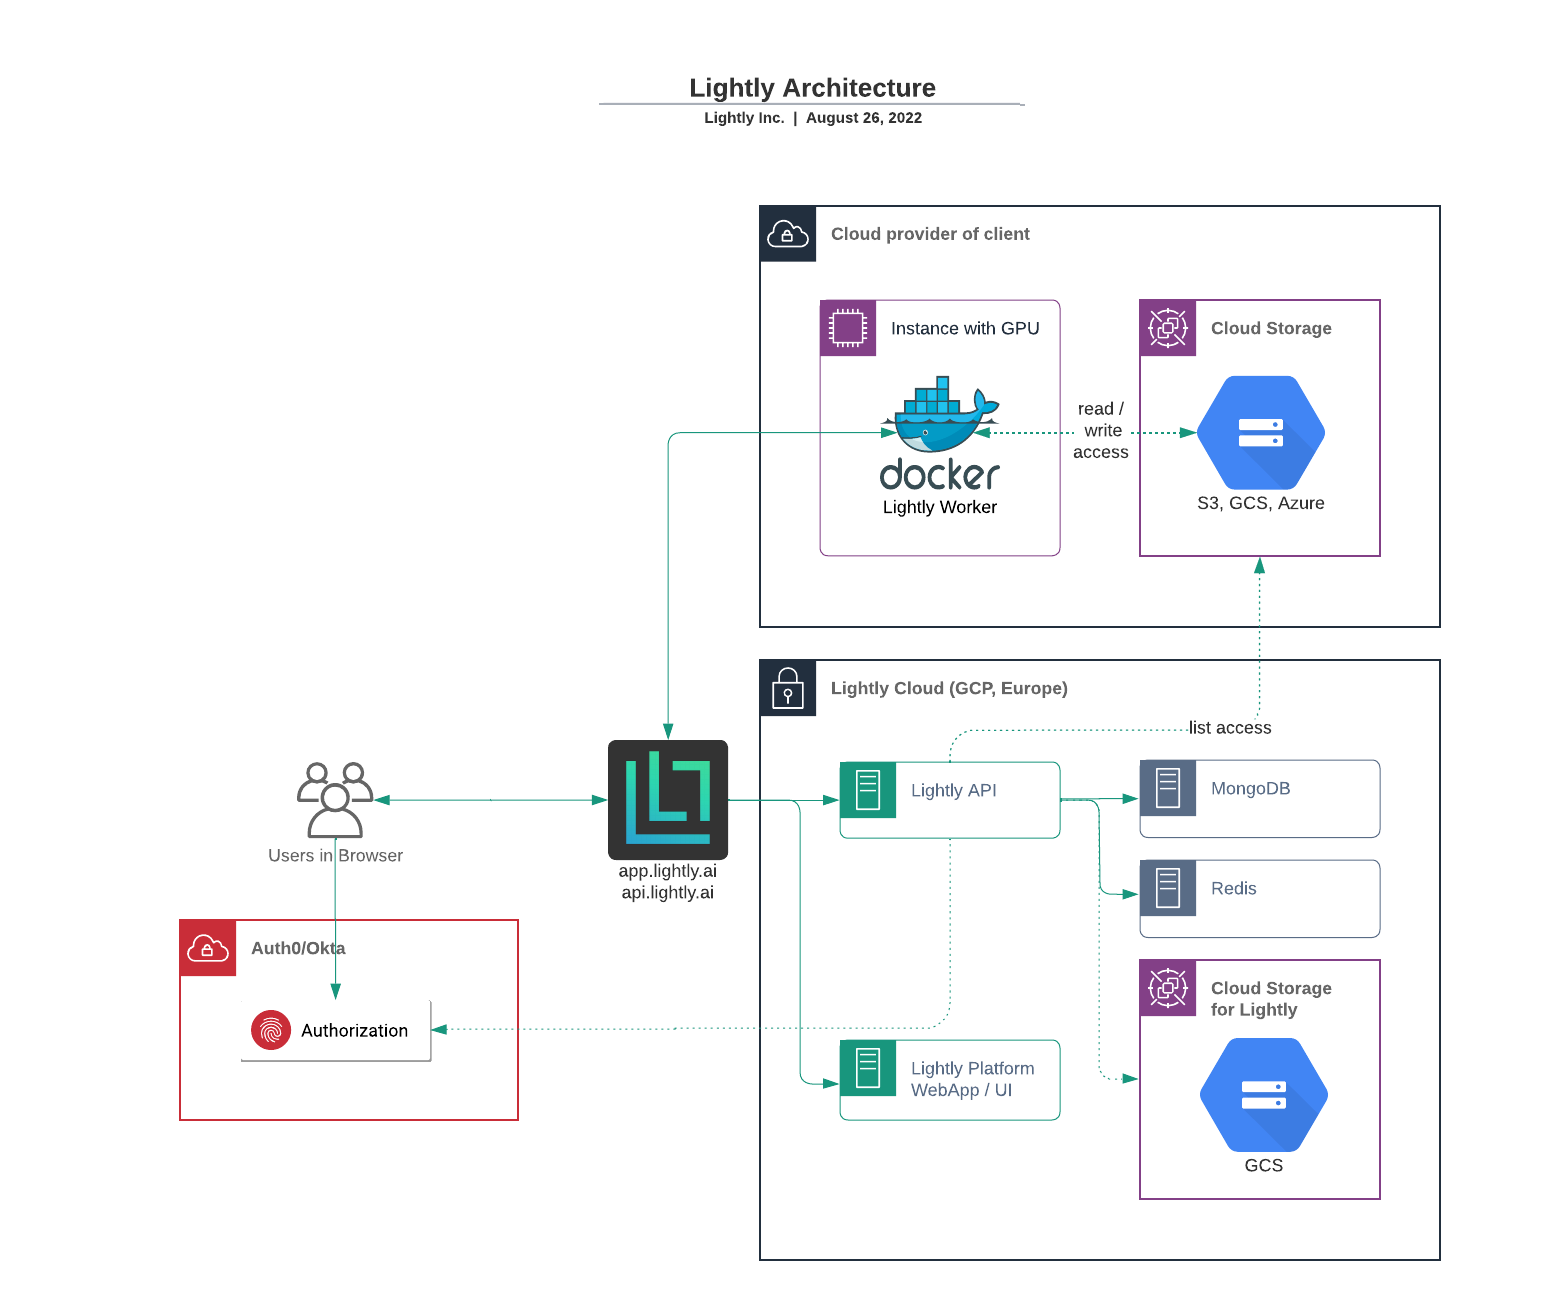 Lightly Architecture
Lightly Inc. | August 26, 2022
Cloud provider of client
Instance with GPU
Cloud Storage
read /
write
access
docker
Lightly Worker
S3, GCS, Azure
Lightly Cloud (GCP, Europe)
list access
Lightly API
MongoDB
Users in Browser
app.lightly.ai
api.lightly.ai
Redis
Auth0/Okta
Authorization
Cloud Storage
for Lightly
Lightly Platform
WebApp / UI
GCS